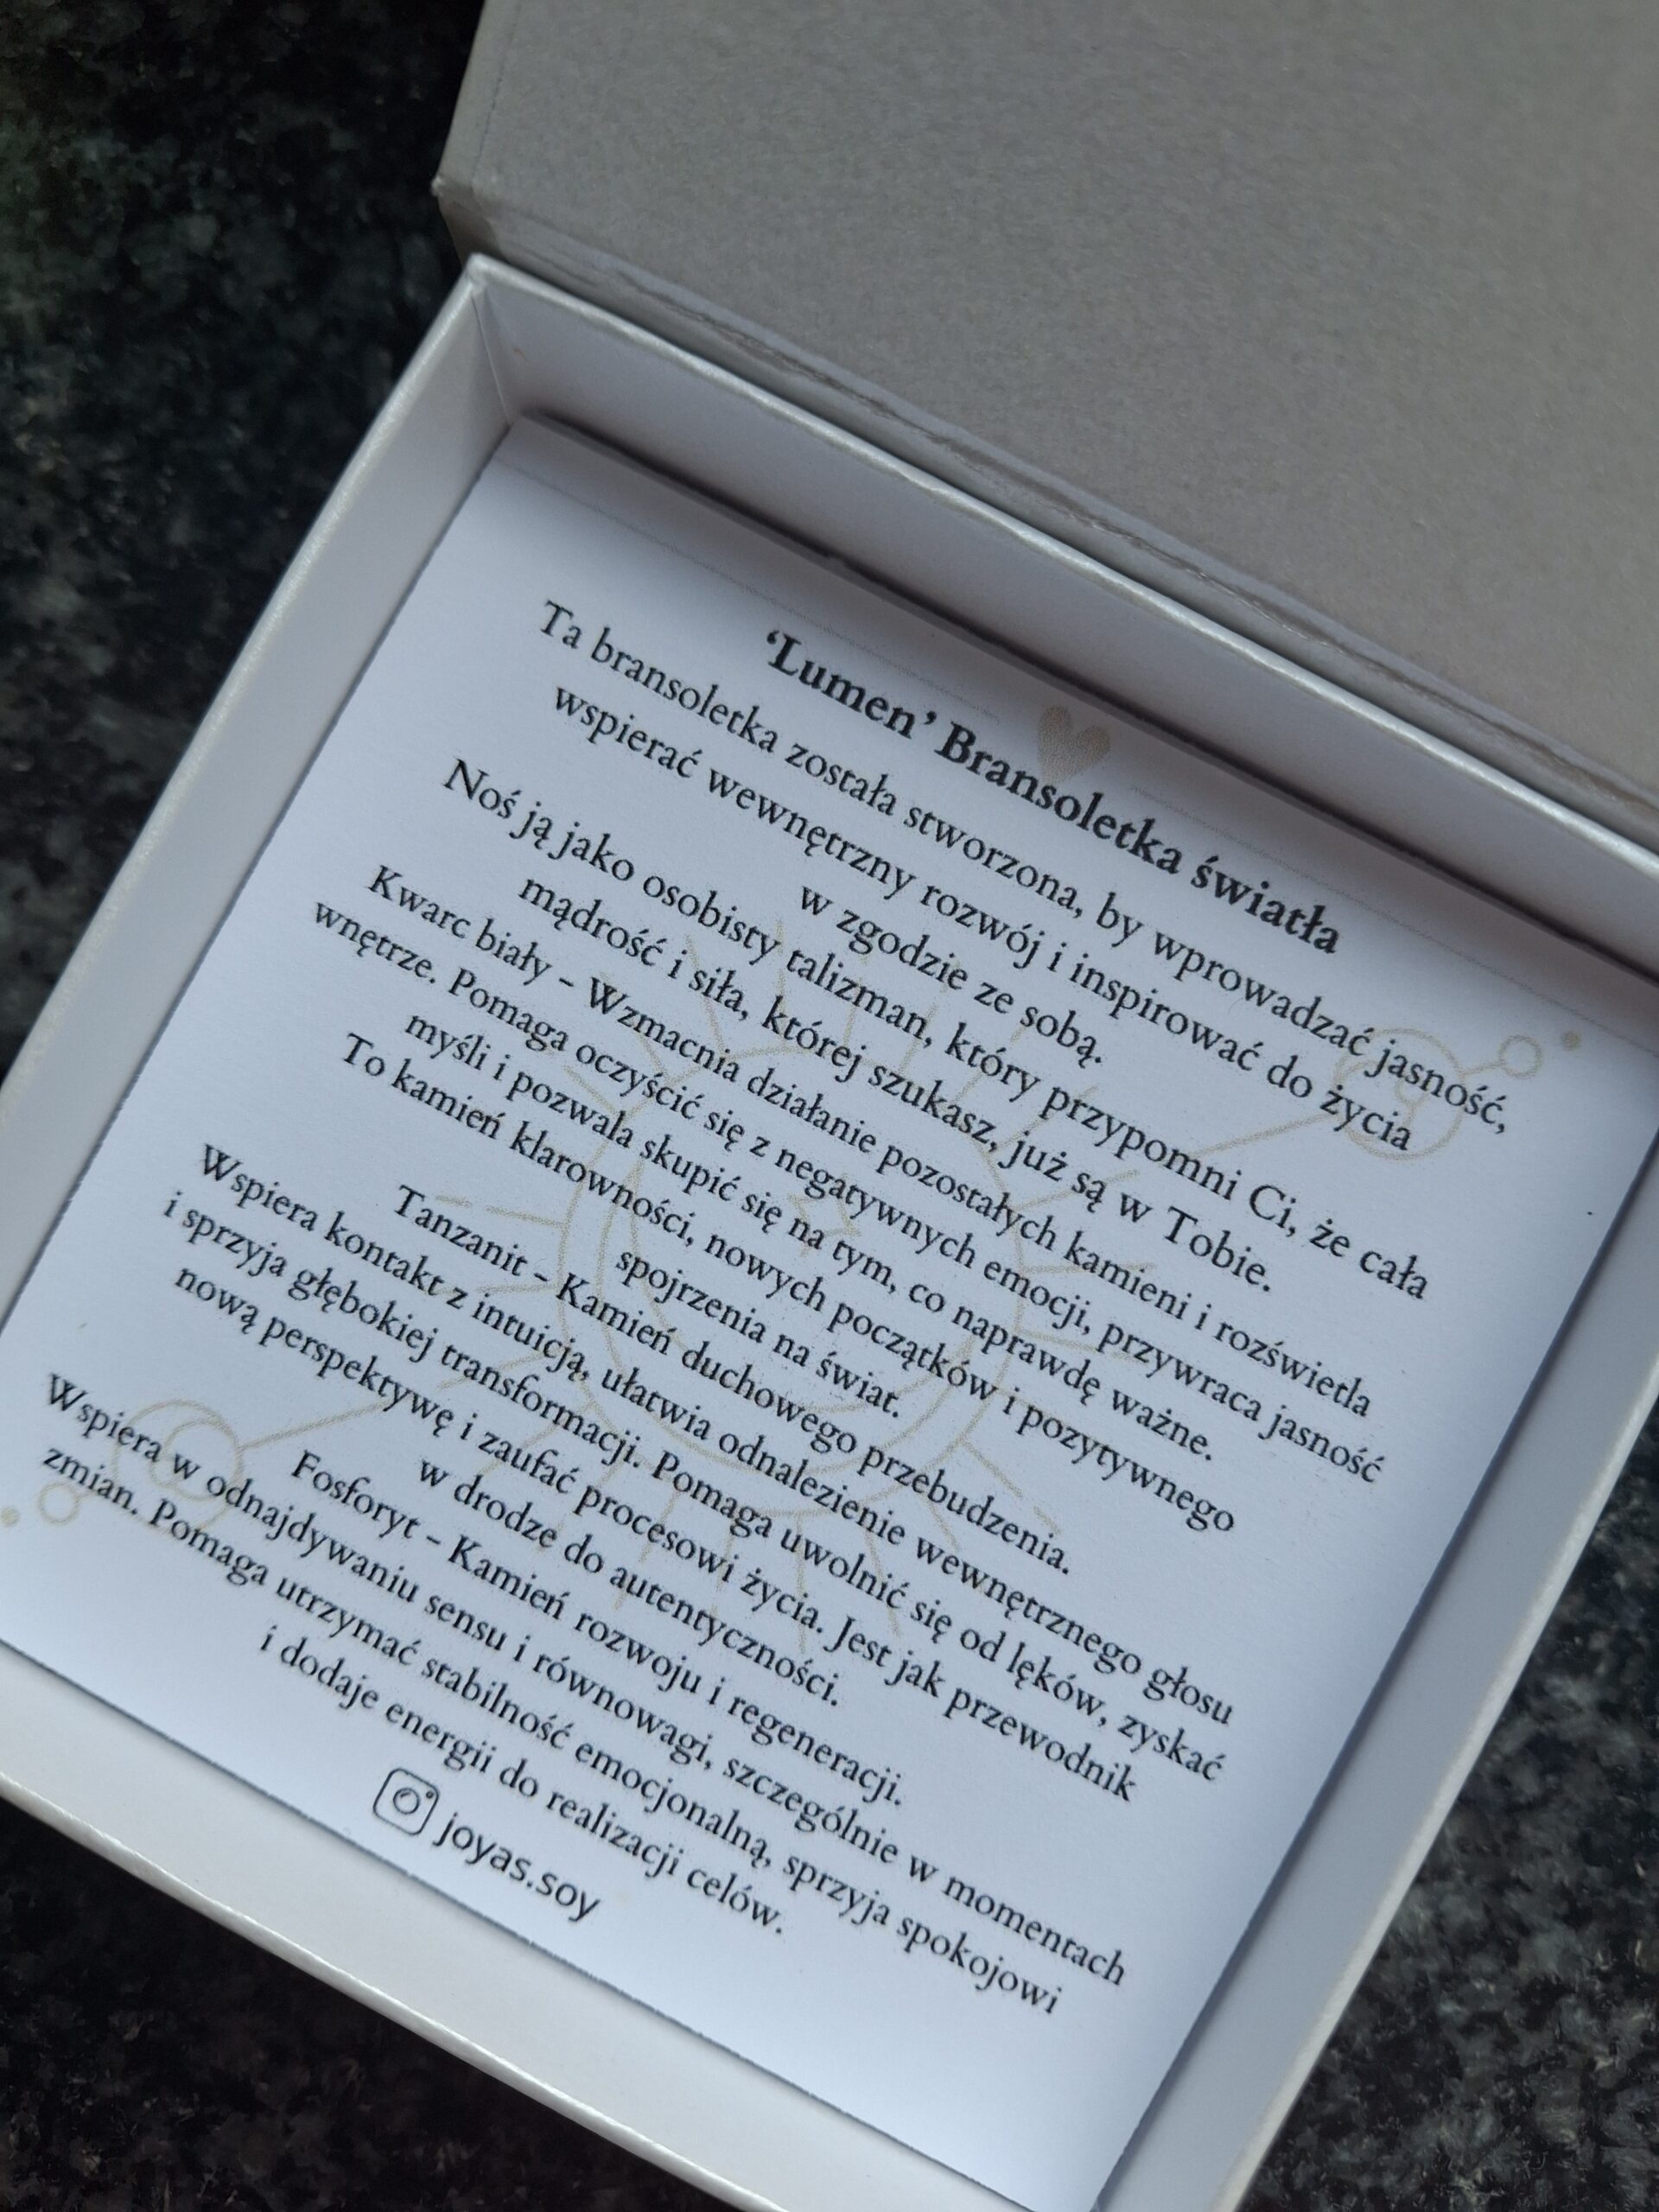 ‘Lumen’ Bransoletka światła
Ta bransoletka została stworzona, by wprowadzać jasność,
wspierać wewnętrzny rozwój i inspirować do życia
w zgodzie ze sobą.
Noś ją jako osobisty talizman, który przypomni Ci, że cała
mądrość i siła, której szukasz, już są w Tobie.
Kwarc biały – Wzmacnia działanie pozostałych kamieni i rozświetla
wnętrze. Pomaga oczyścić się z negatywnych emocji, przywraca jasność
myśli i pozwala skupić się na tym, co naprawdę ważne.
To kamień klarowności, nowych początków i pozytywnego
spojrzenia na świat.
Tanzanit – Kamień duchowego przebudzenia.
Wspiera kontakt z intuicją, ułatwia odnalezienie wewnętrznego głosu
i sprzyja głębokiej transformacji. Pomaga uwolnić się od lęków, zyskać
nową perspektywę i zaufać procesowi życia. Jest jak przewodnik
w drodze do autentyczności.
Fosforyt – Kamień rozwoju i regeneracji.
Wspiera w odnajdywaniu sensu i równowagi, szczególnie w momentach
zmian. Pomaga utrzymać stabilność emocjonalną, sprzyja spokojowi
i dodaje energii do realizacji celów.
joyas.soy